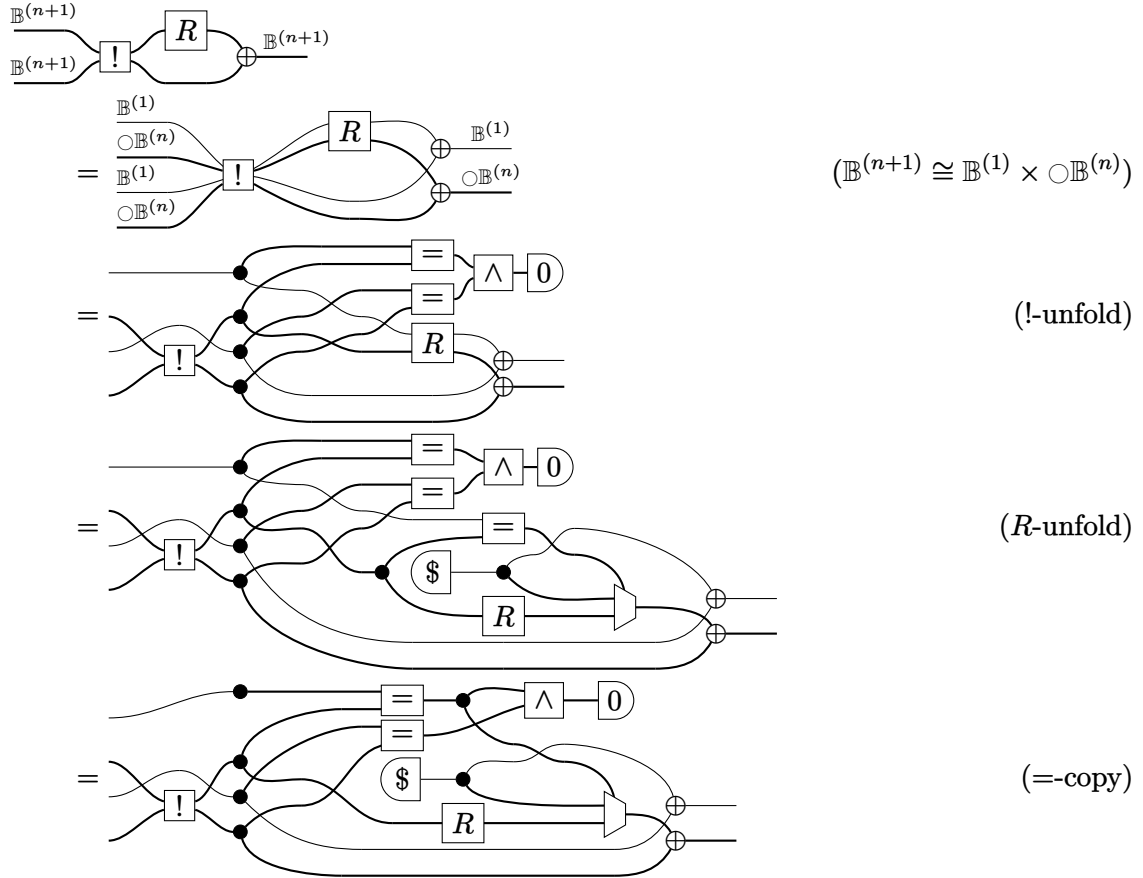 𝔹⁽ⁿ⁺¹⁾ R
! ⊕ 𝔹⁽ⁿ⁺¹⁾
𝔹⁽ⁿ⁺¹⁾
𝔹⁽¹⁾
○𝔹⁽ⁿ⁾ R ⊕ 𝔹⁽¹⁾
= ! (𝔹⁽ⁿ⁺¹⁾ ≅ 𝔹⁽¹⁾ × ○𝔹⁽ⁿ⁾)
𝔹⁽¹⁾ ⊕ ○𝔹⁽ⁿ⁾
○𝔹⁽ⁿ⁾
=
∧ 0
=
= (!-unfold)
! R ⊕
⊕
=
∧ 0
=
= = (R-unfold)
!
$
R ⊕
⊕
= ∧ 0
=
= $ (=-copy)
! R ⊕
⊕